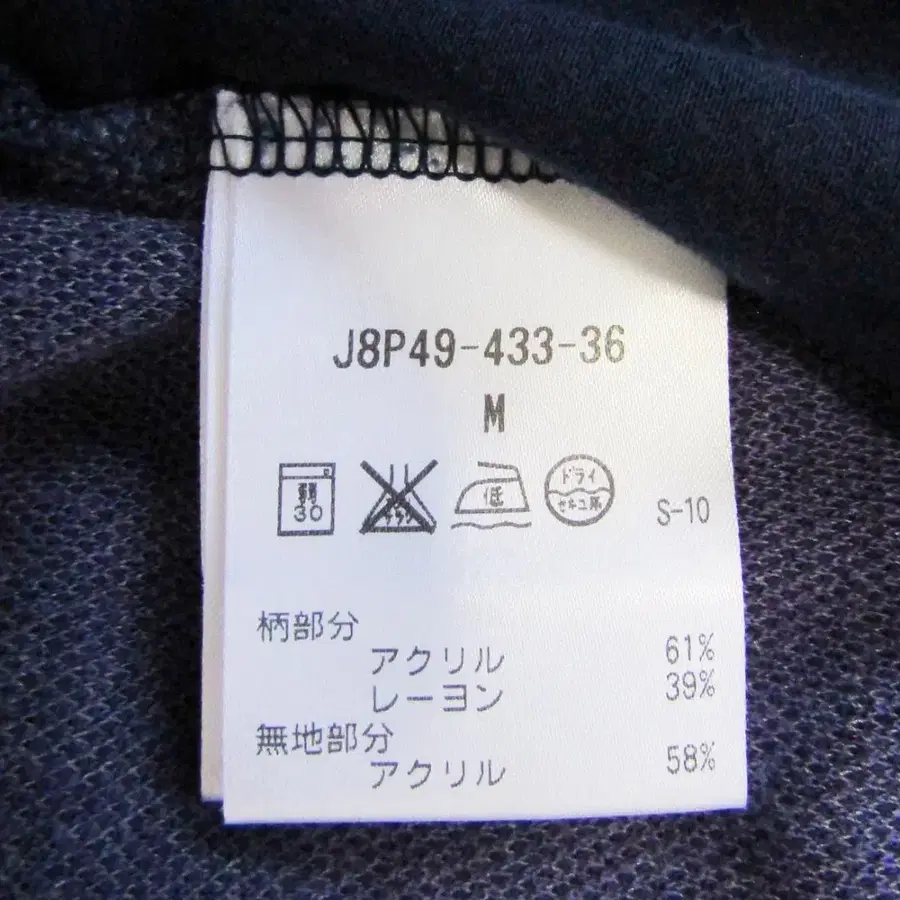 J8P49-433-36
M
弱
30
低
ドライ
セキユ系
S-10
柄部分
アクリル 61%
レーヨン 39%
無地部分
アクリル 58%